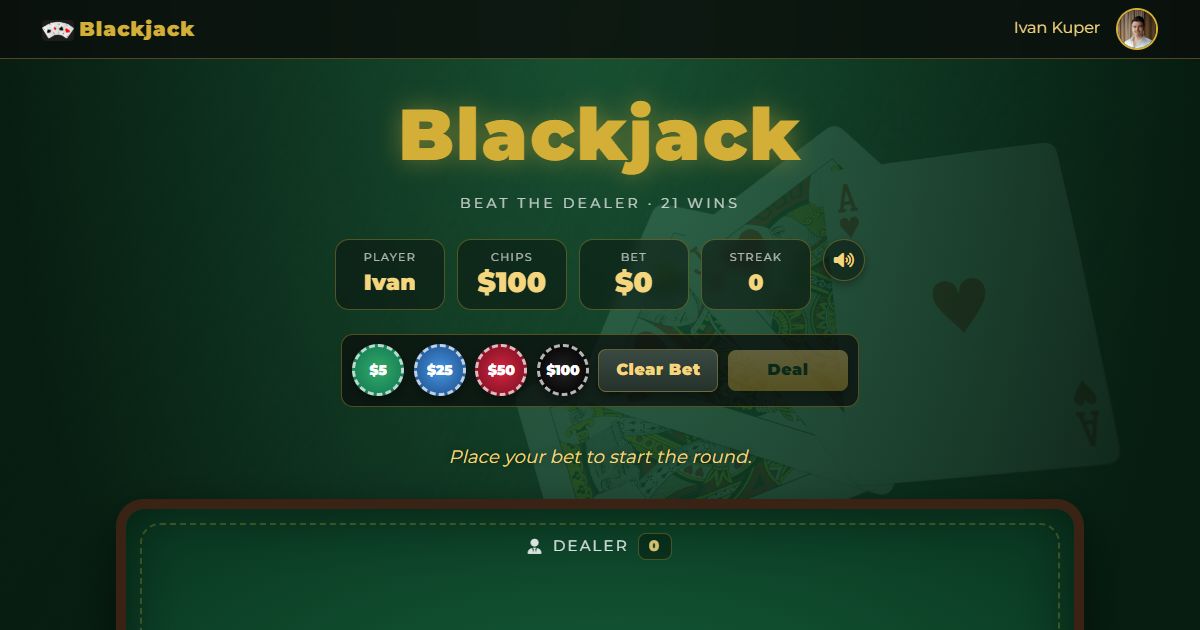 Blackjack
Ivan Kuper
Blackjack
BEAT THE DEALER · 21 WINS
PLAYER CHIPS BET STREAK
Ivan $100 $0 0
$5 $25 $50 $100 Clear Bet Deal
A
A
Place your bet to start the round.
DEALER 0